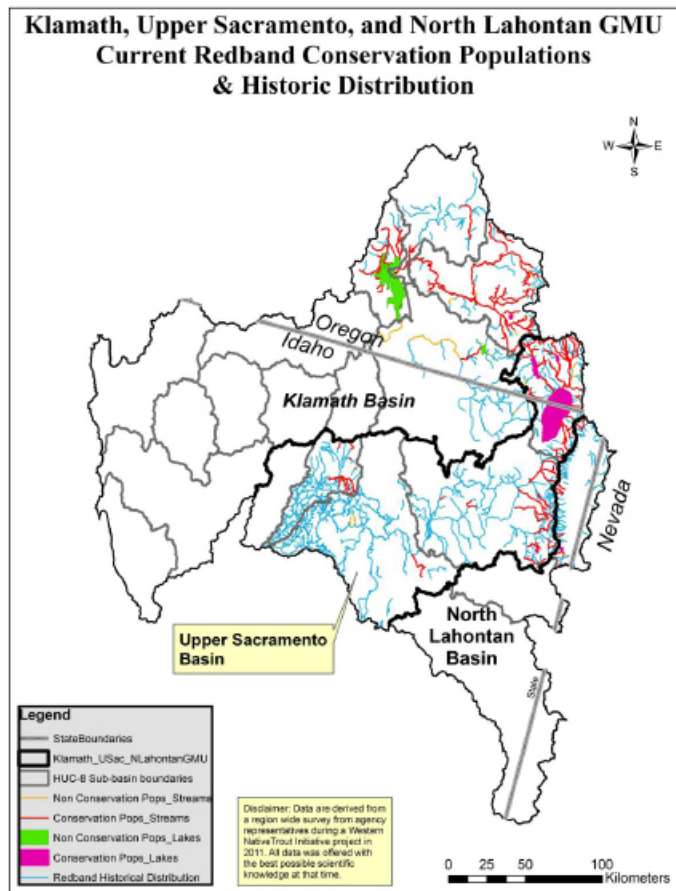 Klamath, Upper Sacramento, and North Lahontan GMU
Current Redband Conservation Populations
& Historic Distribution
N
W E
S
Oregon
Idaho
Klamath Basin
Nevada
Upper Sacramento
Basin
North
Lahontan
Basin
State
Legend
StateBoundaries
Klamath_USac_NLahontanGMU
HUC-8 Sub-basin boundaries
Non Conservation Pops_Streams
Conservation Pops_Streams
Non Conservation Pops_Lakes
Conservation Pops_Lakes
Redband Historical Distribution
Disclaimer: Data are derived from
a region wide survey from agency
representatives during a Western
NativeTrout Initiative project in
2011. All data was offered with
the best possible scientific
knowledge at that time.
0 25 50 100
Kilometers